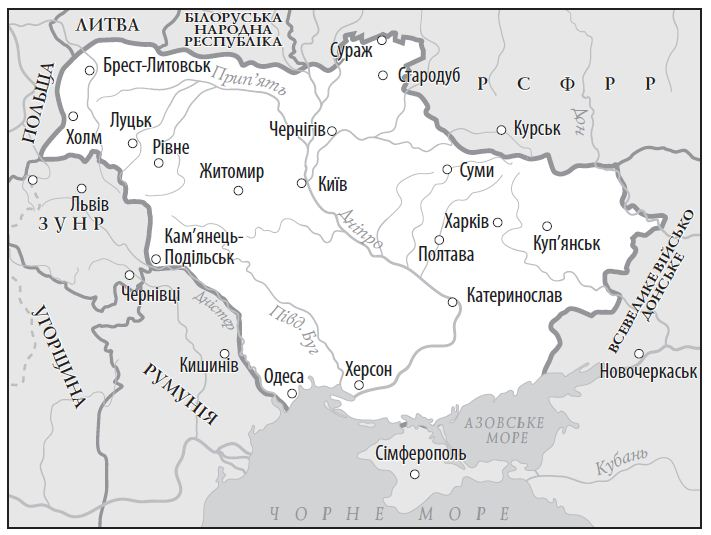 ЛИТВА
БІЛОРУСЬКА
НАРОДНА
РЕСПУБЛІКА
Сураж
Брест-Литовськ
Прип’ять
Стародуб
Р С Ф Р Р
ПОЛЬЩА
Дон
Холм
Луцьк
Чернігів
Курськ
Рівне
Житомир
Київ
Суми
Львів
ЗУНР
Дніпро
Харків
Куп’янськ
Кам’янець-
Подільськ
Полтава
ВСЕВЕЛИКЕ ВІЙСЬКО
ДОНСЬКЕ
Чернівці
Дністер
Півд. Буг
Катеринослав
УГОРЩИНА
РУМУНІЯ
Кишинів
Одеса
Херсон
Новочеркаськ
АЗОВСЬКЕ
МОРЕ
Сімферополь
Кубань
ЧОРНЕ МОРЕ